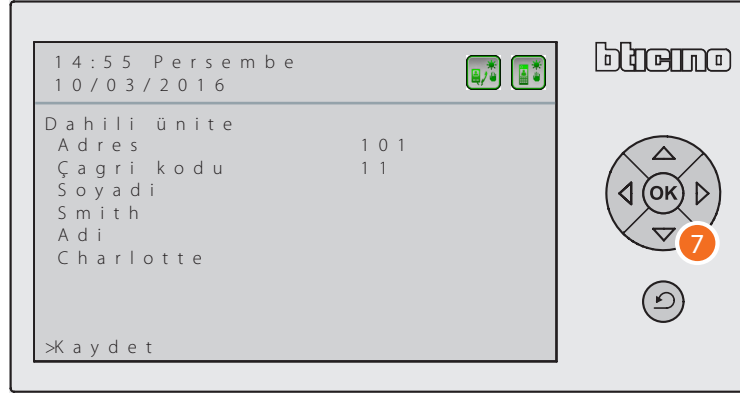 14:55 Persembe
10/03/2016
bticino
Dahili ünite
Adres 101
Çagri kodu 11
Soyadi
Smith
Adi
Charlotte
>Kaydet
OK
7